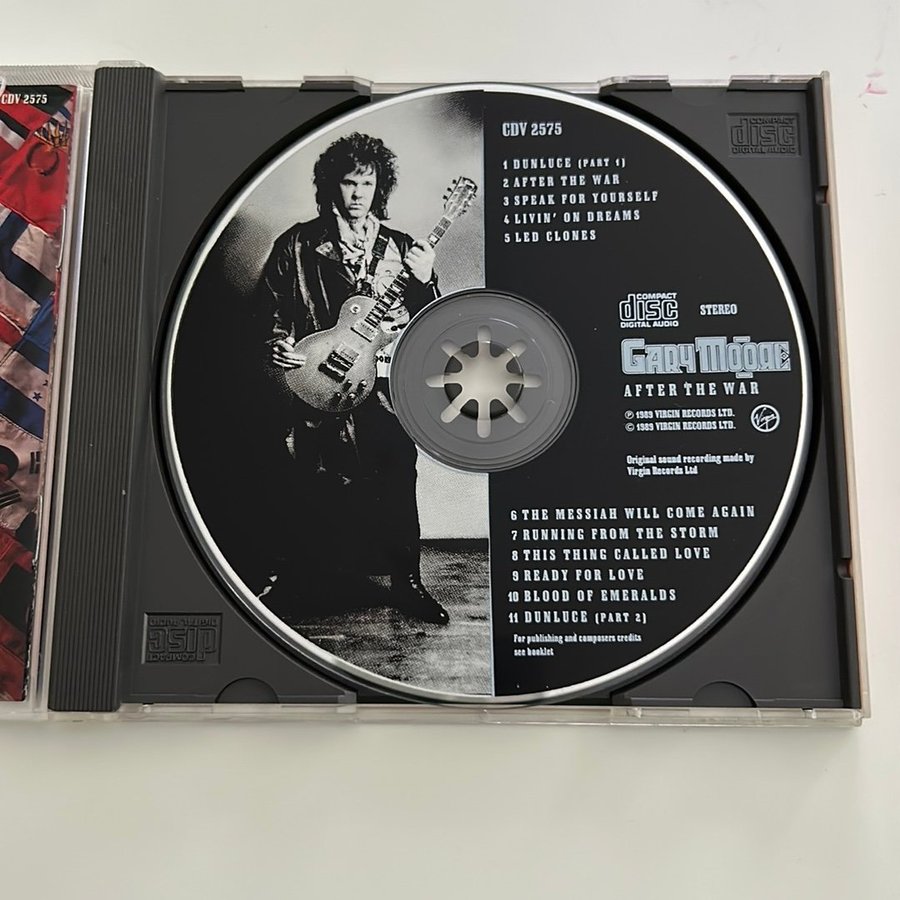 CDV 2575
COMPACT
disc
DIGITAL AUDIO
CDV 2575
1 DUNLUCE (PART 1)
2 AFTER THE WAR
3 SPEAK FOR YOURSELF
4 LIVIN' ON DREAMS
5 LED CLONES
COMPACT
disc
DIGITAL AUDIO
STEREO
GARY MOORE
AFTER THE WAR
℗ 1989 VIRGIN RECORDS LTD.
© 1989 VIRGIN RECORDS LTD.
Virgin
Original sound recording made by
Virgin Records Ltd
6 THE MESSIAH WILL COME AGAIN
7 RUNNING FROM THE STORM
8 THIS THING CALLED LOVE
9 READY FOR LOVE
10 BLOOD OF EMERALDS
11 DUNLUCE (PART 2)
For publishing and composers credits
see booklet
COMPACT
disc
DIGITAL AUDIO